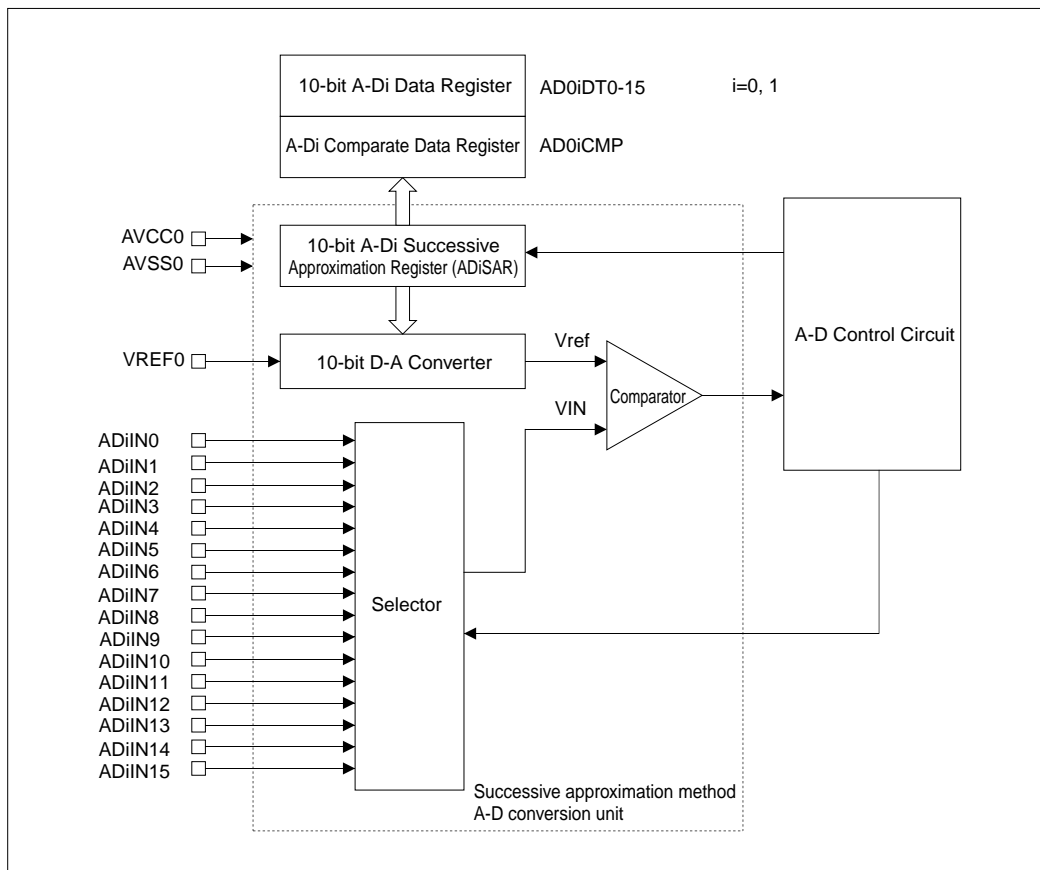 10-bit A-Di Data Register
AD0iDT0-15
i=0, 1
A-Di Comparate Data Register
AD0iCMP
AVCC0
AVSS0
10-bit A-Di Successive
Approximation Register (ADiSAR)
A-D Control Circuit
VREF0
10-bit D-A Converter
Vref
Comparator
VIN
ADiIN0
ADiIN1
ADiIN2
ADiIN3
ADiIN4
ADiIN5
ADiIN6
ADiIN7
ADiIN8
ADiIN9
ADiIN10
ADiIN11
ADiIN12
ADiIN13
ADiIN14
ADiIN15
Selector
Successive approximation method
A-D conversion unit